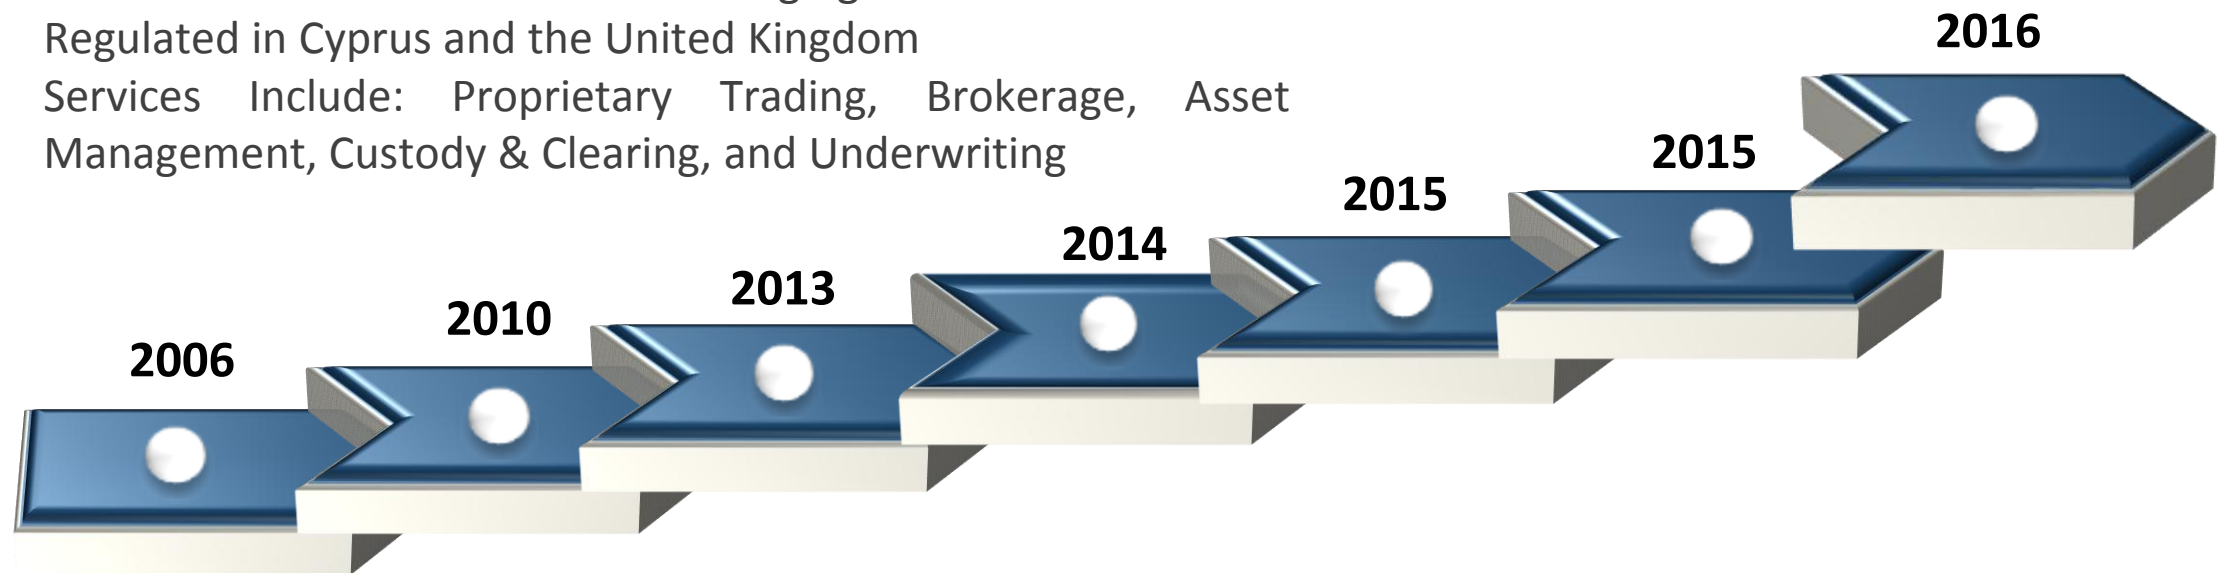 Regulated in Cyprus and the United Kingdom
Services Include: Proprietary Trading, Brokerage, Asset
Management, Custody & Clearing, and Underwriting
2016
2015
2015
2014
2013
2010
2006